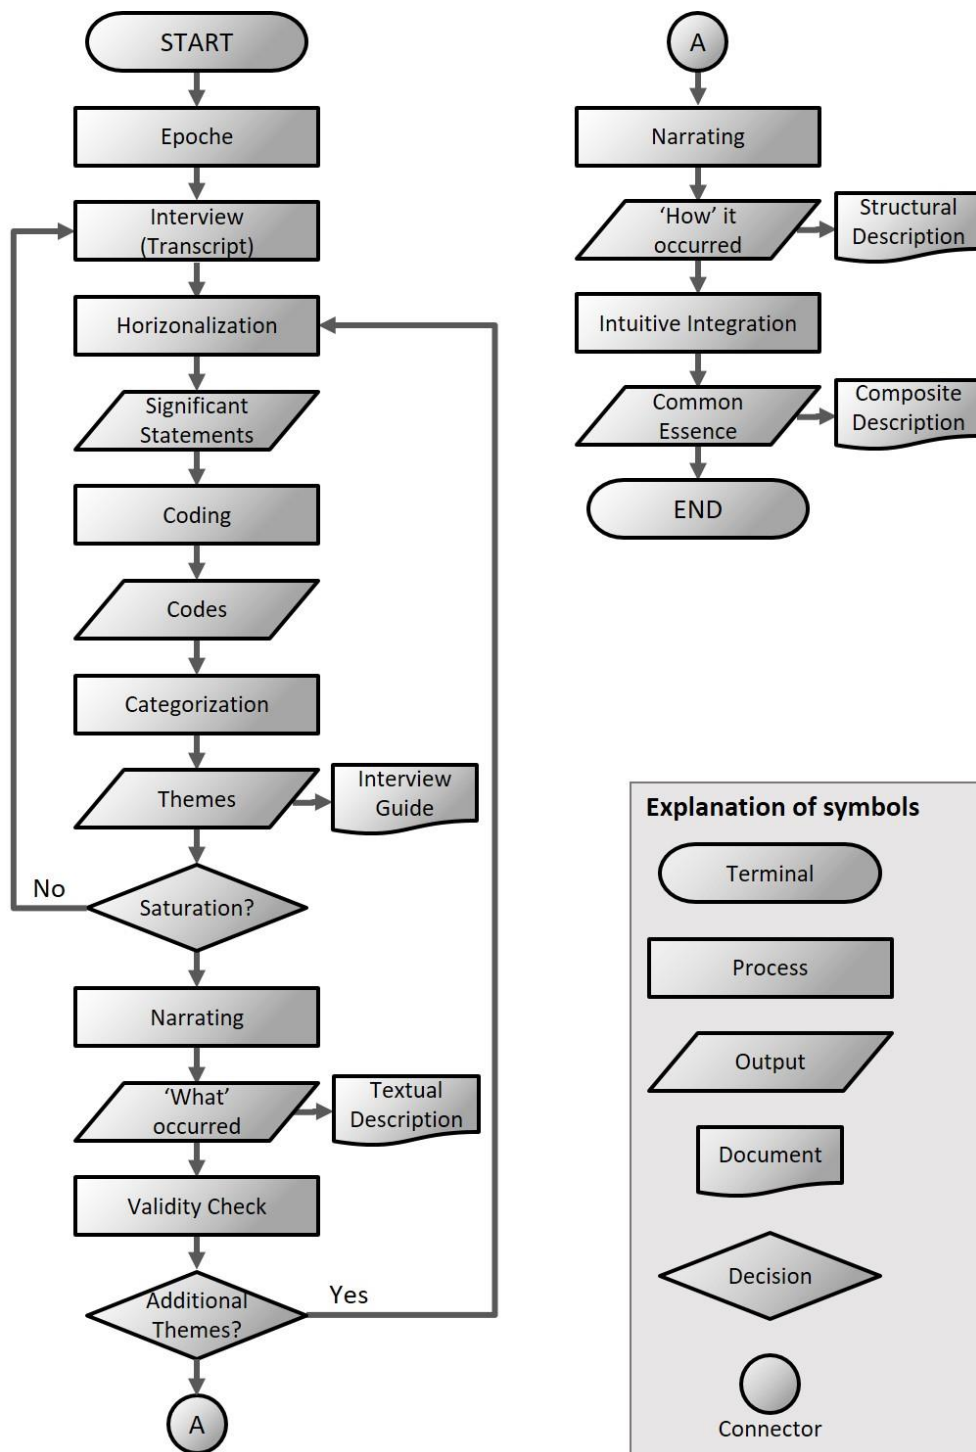 START
Epoche
Interview
(Transcript)
Horizonalization
Significant
Statements
Coding
Codes
Categorization
Themes
Interview
Guide
No
Saturation?
Narrating
‘What’
occurred
Textual
Description
Validity Check
Additional
Themes?
Yes
A
A
Narrating
‘How’ it
occurred
Structural
Description
Intuitive Integration
Common
Essence
Composite
Description
END
Explanation of symbols
Terminal
Process
Output
Document
Decision
Connector